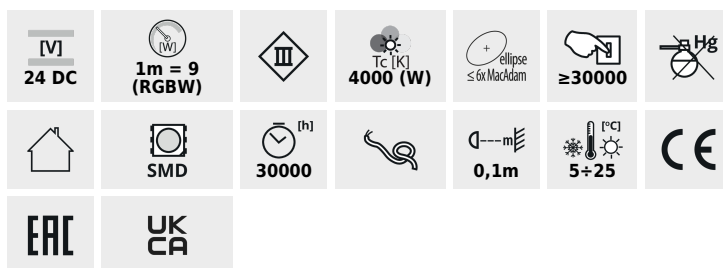 [V]
24 DC
[W]
1m = 9
(RGBW)
III
Tc [K]
4000 (W)
ellipse
≤ 6x MacAdam
≥30000
Hg
SMD
[h]
30000
m
0,1m
[°C]
5÷25
CE
EAC
UK
CA